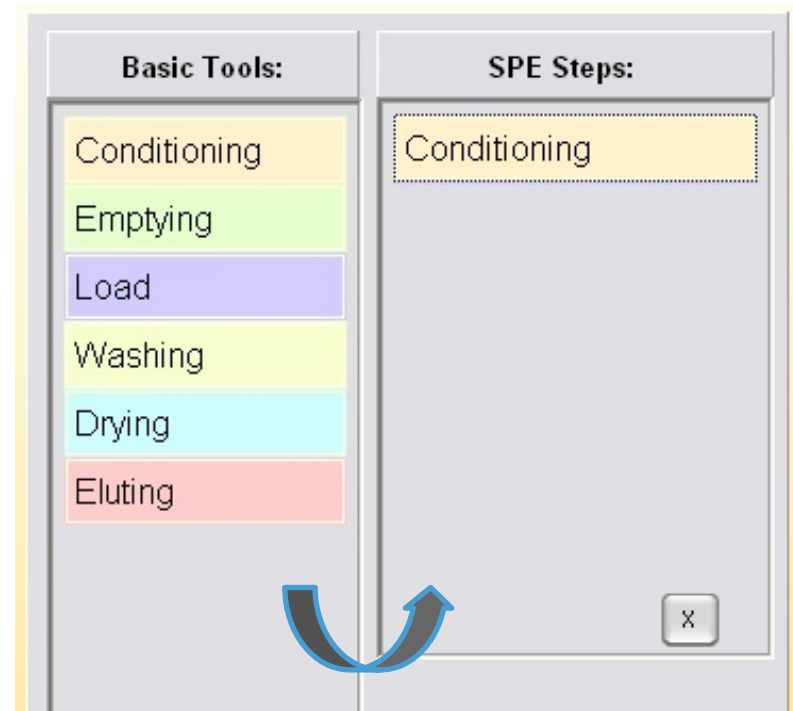 Basic Tools:
Conditioning
Emptying
Load
Washing
Drying
Eluting
SPE Steps:
Conditioning
x